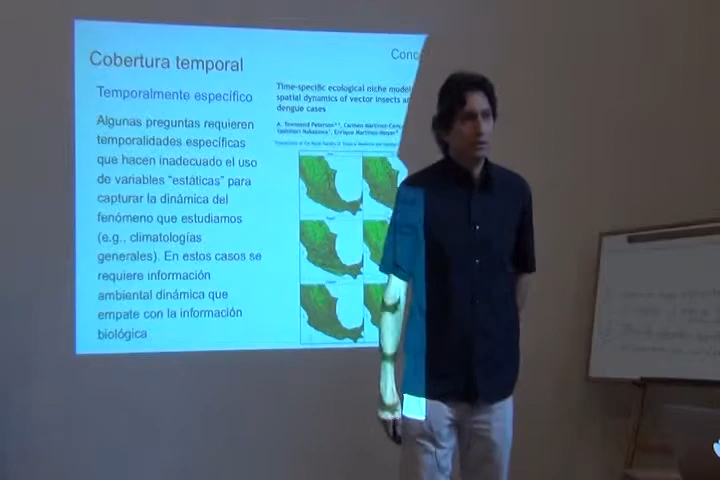 Cobertura temporal
Conc
Temporalmente específico
Algunas preguntas requieren
temporalidades específicas
que hacen inadecuado el uso
de variables “estáticas” para
capturar la dinámica del
fenómeno que estudiamos
(e.g., climatologías
generales). En estos casos se
requiere información
ambiental dinámica que
empate con la información
biológica
Time-specific ecological niche model
spatial dynamics of vector insects a
dengue cases
A. Townsend Peterson